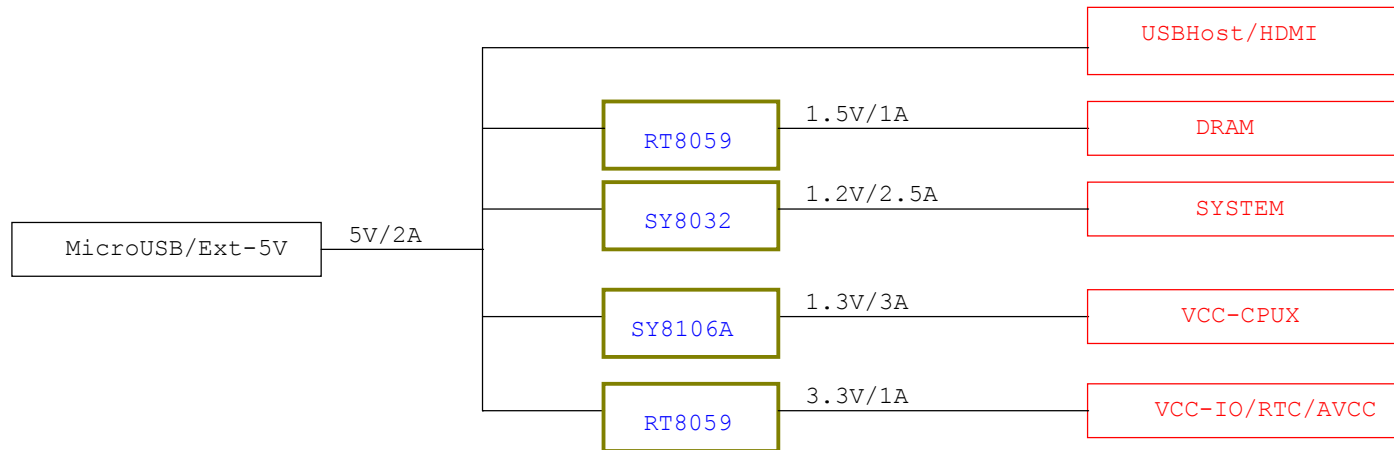 USBHost/HDMI
1.5V/1A
RT8059
DRAM
1.2V/2.5A
SY8032
SYSTEM
MicroUSB/Ext-5V
5V/2A
1.3V/3A
SY8106A
VCC-CPUX
3.3V/1A
RT8059
VCC-IO/RTC/AVCC